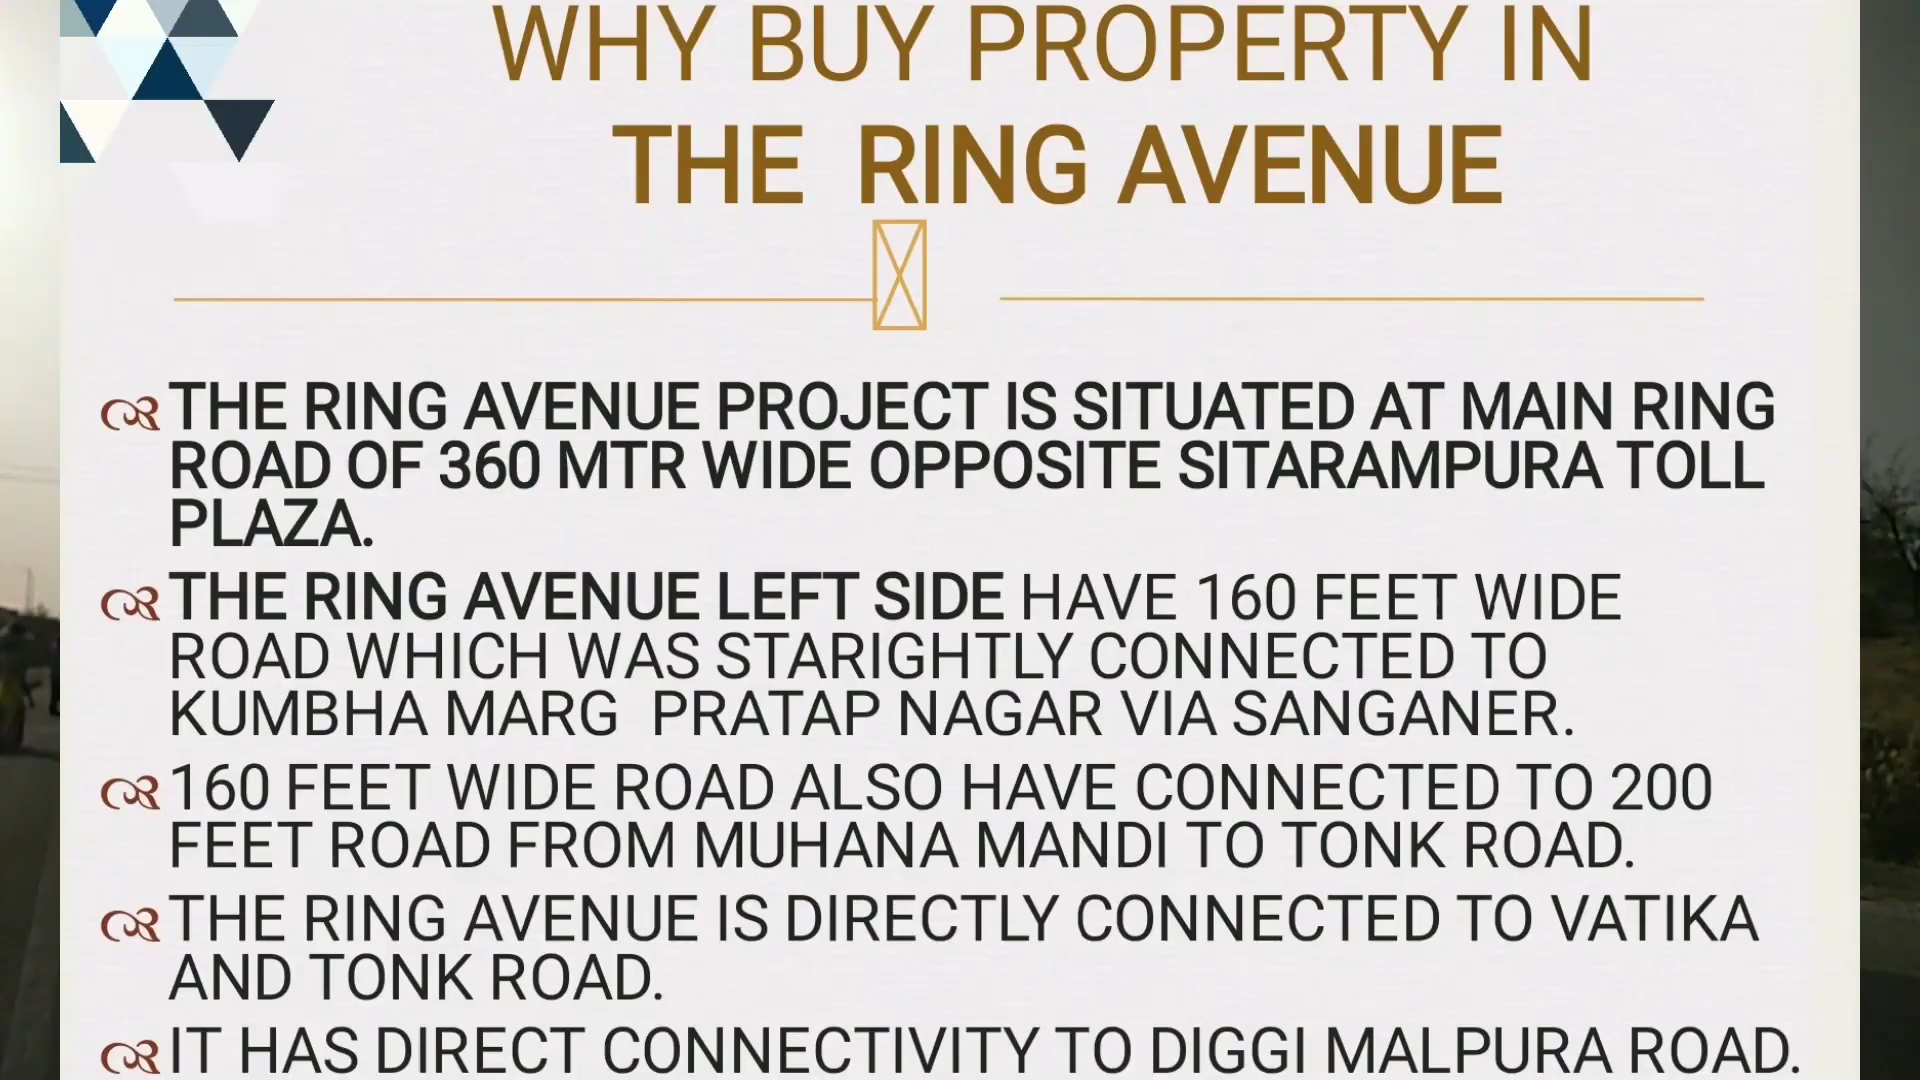 WHY BUY PROPERTY IN
THE RING AVENUE
THE RING AVENUE PROJECT IS SITUATED AT MAIN RING
ROAD OF 360 MTR WIDE OPPOSITE SITARAMPURA TOLL
PLAZA.
THE RING AVENUE LEFT SIDE HAVE 160 FEET WIDE
ROAD WHICH WAS STARIGHTLY CONNECTED TO
KUMBHA MARG PRATAP NAGAR VIA SANGANER.
160 FEET WIDE ROAD ALSO HAVE CONNECTED TO 200
FEET ROAD FROM MUHANA MANDI TO TONK ROAD.
THE RING AVENUE IS DIRECTLY CONNECTED TO VATIKA
AND TONK ROAD.
IT HAS DIRECT CONNECTIVITY TO DIGGI MALPURA ROAD.